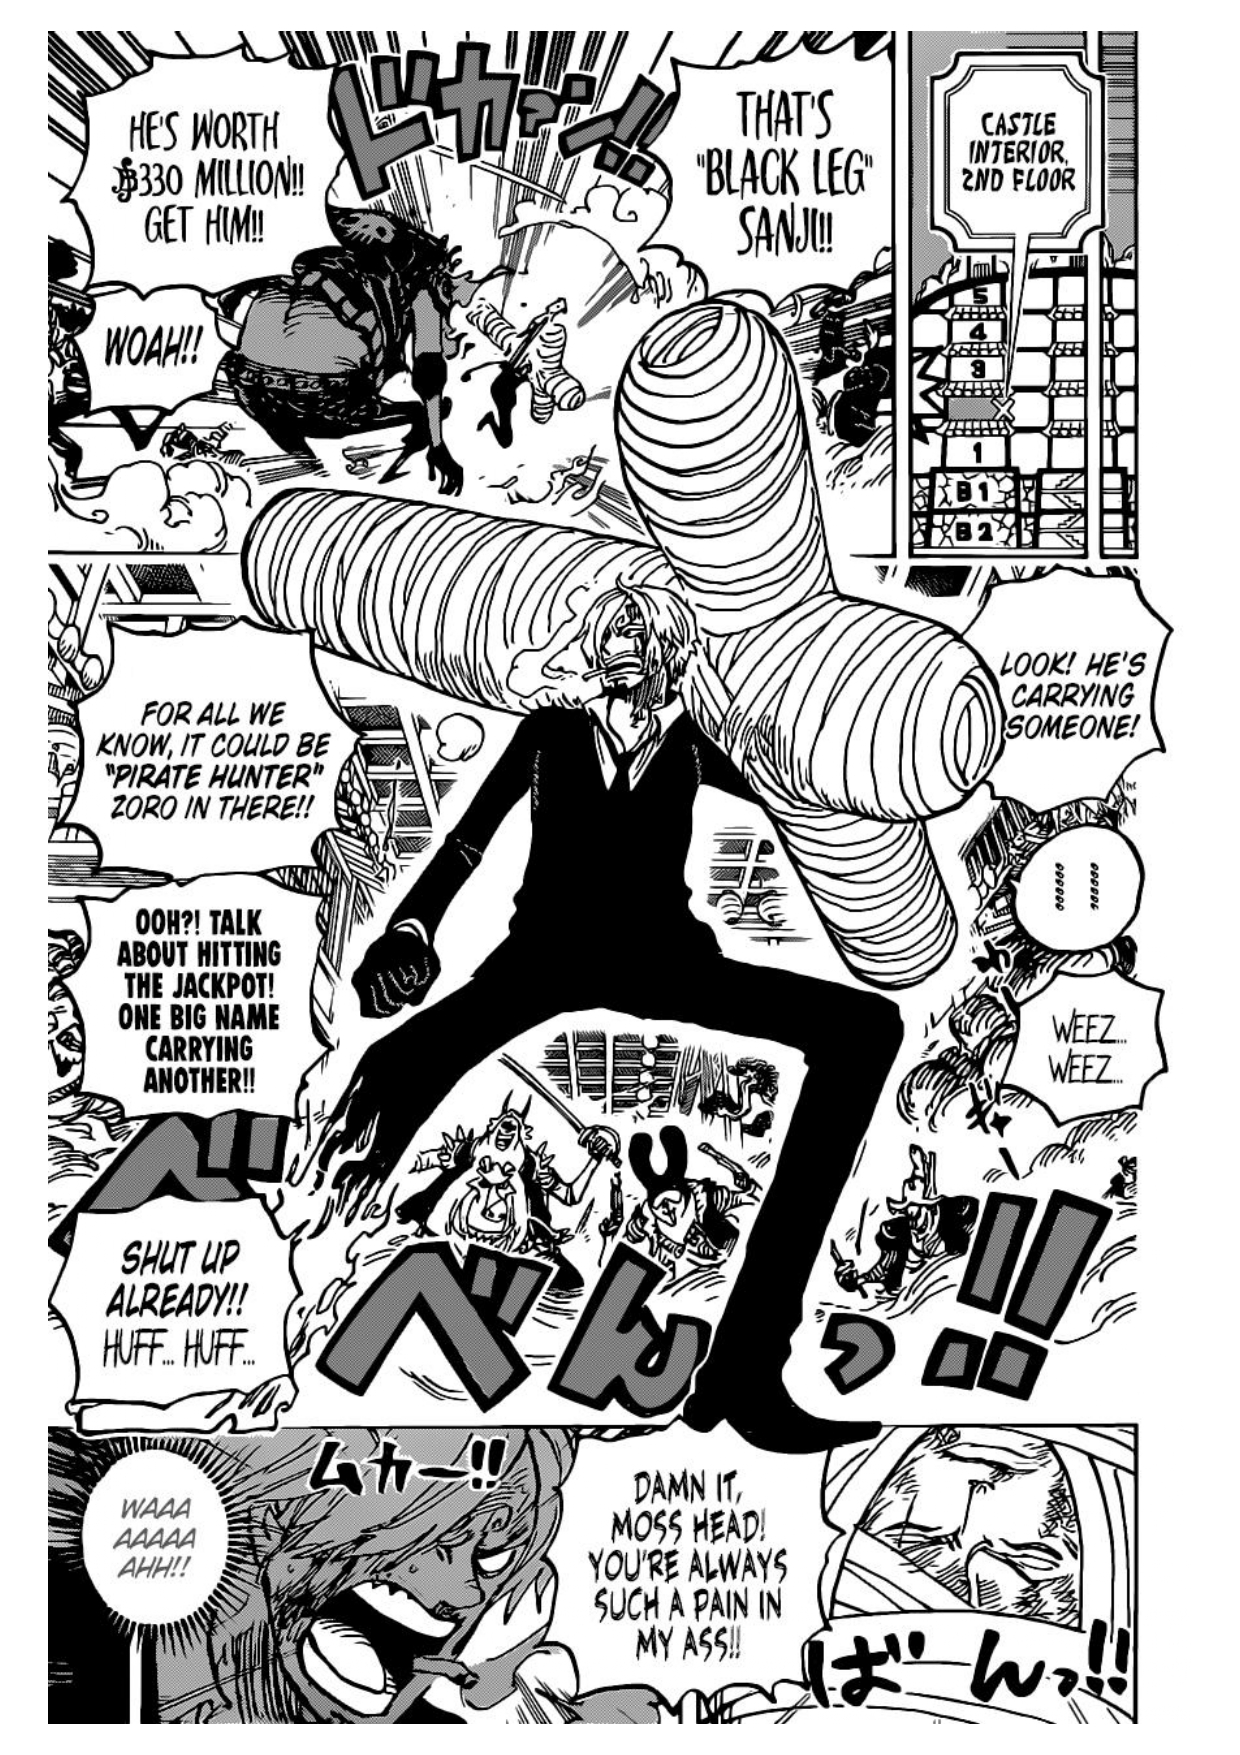 CASTLE
INTERIOR,
2ND FLOOR
5
4
3
1
B1
B2
THAT'S
"BLACK LEG"
SANJI!!
ドカァーン!!
HE'S WORTH
฿330 MILLION!!
GET HIM!!
WOAH!!
LOOK! HE'S
CARRYING
SOMEONE!
FOR ALL WE
KNOW, IT COULD BE
"PIRATE HUNTER"
ZORO IN THERE!!
OOH?! TALK
ABOUT HITTING
THE JACKPOT!
ONE BIG NAME
CARRYING
ANOTHER!!
WEEZ...
WEEZ...
べべんっ!!
SHUT UP
ALREADY!!
HUFF... HUFF...
ばんっ!!
DAMN IT,
MOSS HEAD!
YOU'RE ALWAYS
SUCH A PAIN IN
MY ASS!!
ムカー!!
WAAA
AAAAA
AHH!!